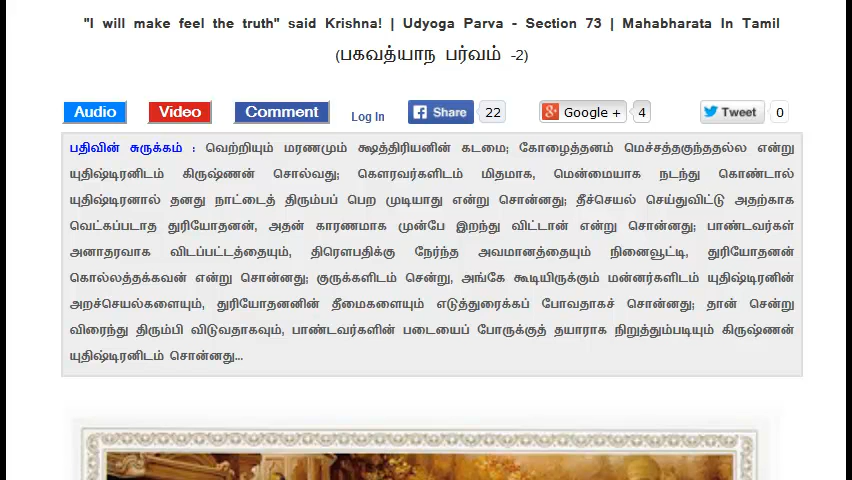 "I will make feel the truth" said Krishna! | Udyoga Parva - Section 73 | Mahabharata In Tamil
(பகவத்யாந பர்வம் -2)
Audio Video Comment Log In Share 22 Google + 4 Tweet 0
பதிவின் சுருக்கம் : வெற்றியும் மரணமும் க்ஷத்திரியனின் கடமை; கோழைத்தனம் மெச்சத்தகுந்ததல்ல என்று
யுதிஷ்டிரனிடம் கிருஷ்ணன் சொல்வது; கௌரவர்களிடம் மிதமாக, மென்மையாக நடந்து கொண்டால்
யுதிஷ்டிரனால் தனது நாட்டைத் திரும்பப் பெற முடியாது என்று சொன்னது; தீச்செயல் செய்துவிட்டு அதற்காக
வெட்கப்படாத துரியோதனன், அதன் காரணமாக முன்பே இறந்து விட்டான் என்று சொன்னது; பாண்டவர்கள்
அனாதரவாக விடப்பட்டத்தையும், திரௌபதிக்கு நேர்ந்த அவமானத்தையும் நினைவூட்டி, துரியோதனன்
கொல்லத்தக்கவன் என்று சொன்னது; குருக்களிடம் சென்று, அங்கே கூடியிருக்கும் மன்னர்களிடம் யுதிஷ்டிரனின்
அறச்செயல்களையும், துரியோதனனின் தீமைகளையும் எடுத்துரைக்கப் போவதாகச் சொன்னது; தான் சென்று
விரைந்து திரும்பி விடுவதாகவும், பாண்டவர்களின் படையைப் போருக்குத் தயாராக நிறுத்தும்படியும் கிருஷ்ணன்
யுதிஷ்டிரனிடம் சொன்னது...